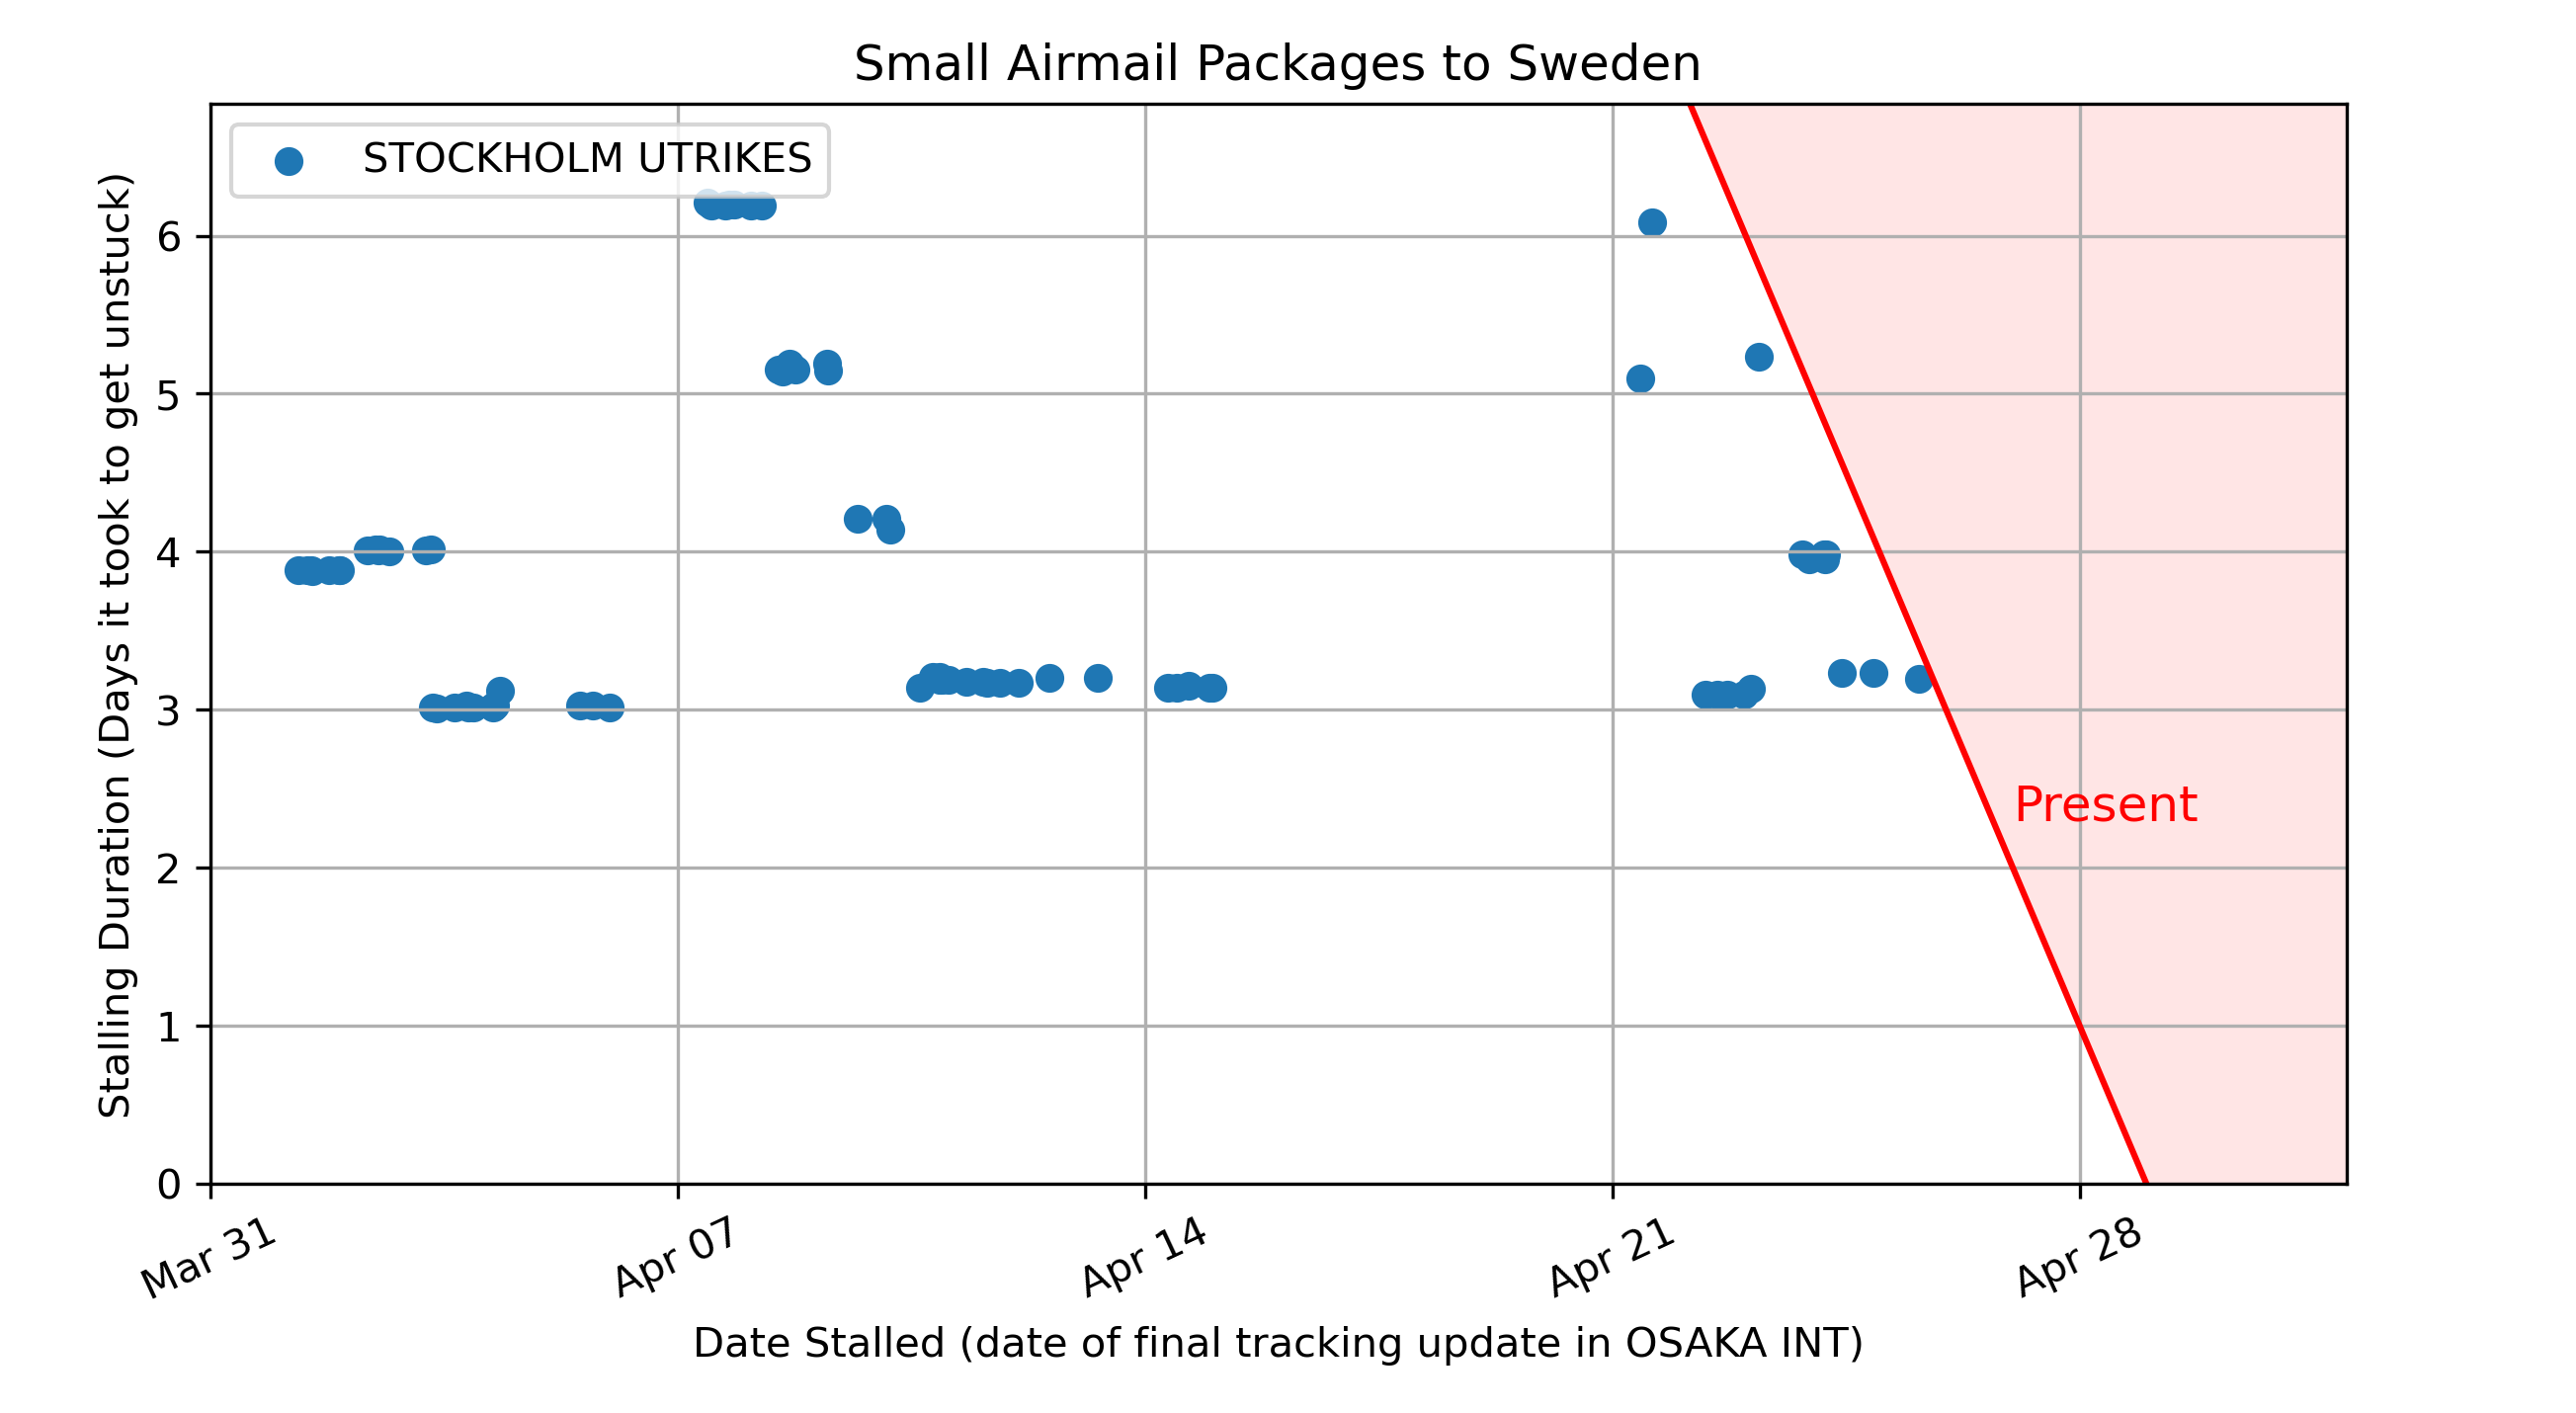 Small Airmail Packages to Sweden
STOCKHOLM UTRIKES
Stalling Duration (Days it took to get unstuck)
6
5
4
3
2
1
0
Present
Mar 31
Apr 07
Apr 14
Apr 21
Apr 28
Date Stalled (date of final tracking update in OSAKA INT)